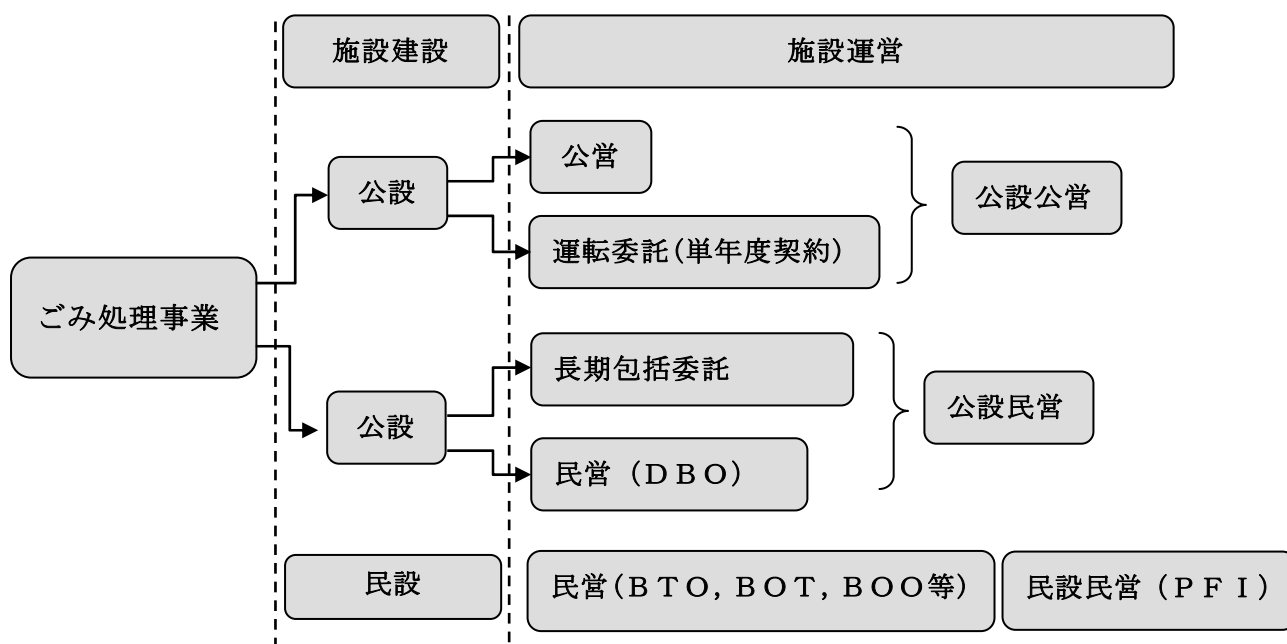 施設建設
施設運営
ごみ処理事業
公設
公営
運転委託(単年度契約)
公設公営
公設
長期包括委託
民営（ＤＢＯ）
公設民営
民設
民営(ＢＴＯ, ＢＯＴ, ＢＯＯ等)
民設民営（ＰＦＩ）